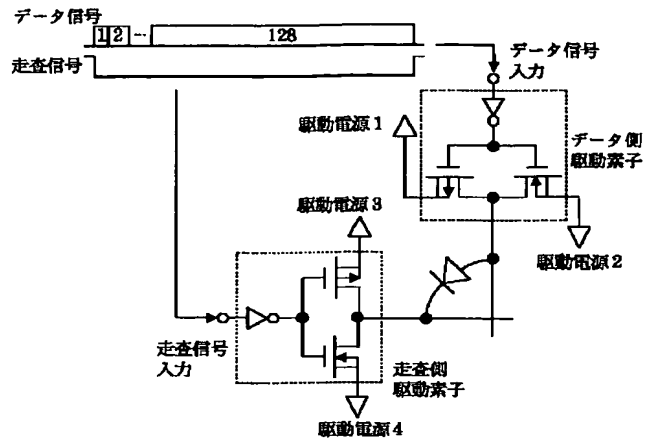 データ信号
1 2 … 128
走査信号
データ信号
入力
駆動電源1
データ側
駆動素子
駆動電源3
駆動電源2
走査信号
入力
走査側
駆動素子
駆動電源4